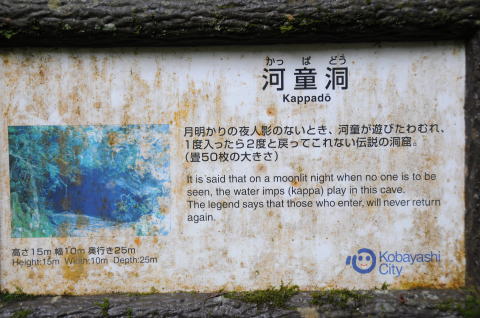 かっぱどう
河童洞
Kappadō
月明かりの夜人影のないとき、河童が遊びたわむれ、
1度入ったら2度と戻ってこれない伝説の洞窟。
(畳50枚の大きさ)
It is said that on a moonlit night when no one is to be
seen, the water imps (kappa) play in this cave.
The legend says that those who enter, will never return
again.
高さ15m 幅10m 奥行き25m
Height:15m Width:10m Depth:25m
Kobayashi
City